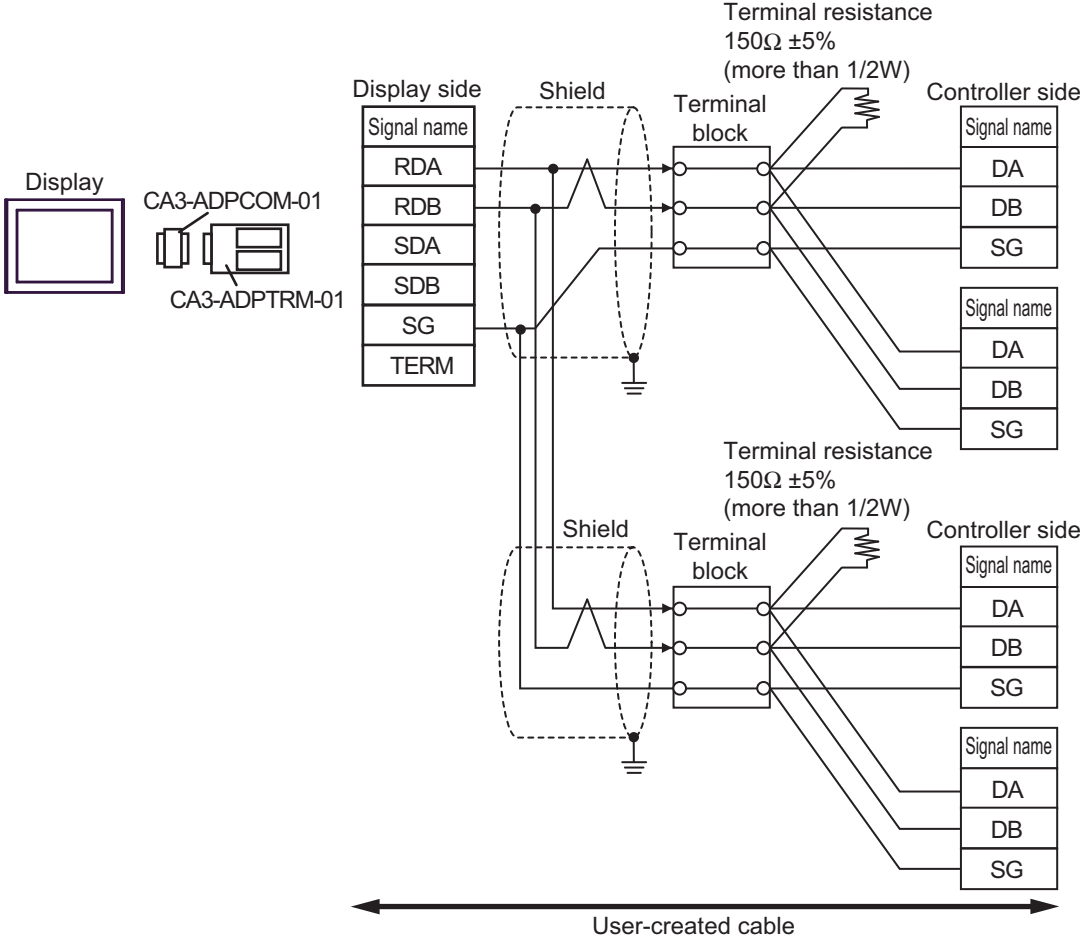 Terminal resistance
150Ω ±5%
(more than 1/2W)
Display side
Shield
Terminal
block
Controller side
Signal name
RDA
RDB
SDA
SDB
SG
TERM
Display
CA3-ADPCOM-01
CA3-ADPTRM-01
Signal name
DA
DB
SG
Signal name
DA
DB
SG
Terminal resistance
150Ω ±5%
(more than 1/2W)
Shield
Terminal
block
Controller side
Signal name
DA
DB
SG
Signal name
DA
DB
SG
User-created cable